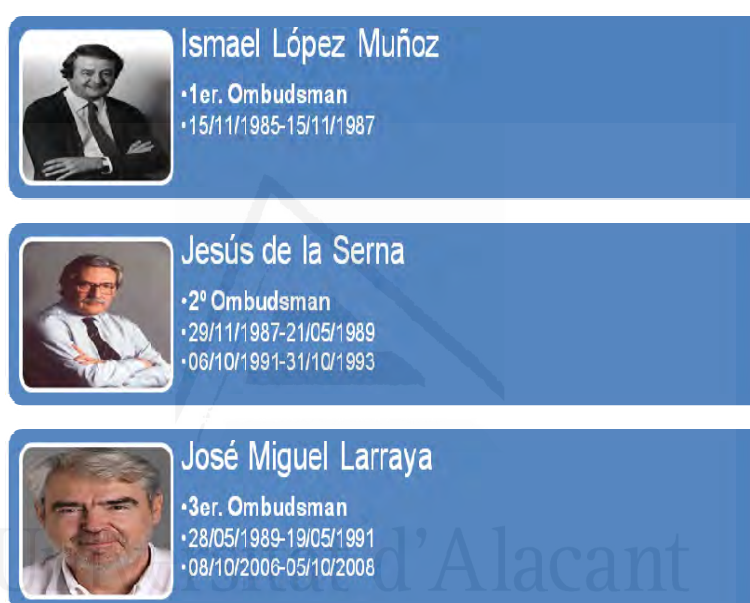 Ismael López Muñoz
•1er. Ombudsman
•15/11/1985-15/11/1987
Jesús de la Serna
•2º Ombudsman
•29/11/1987-21/05/1989
•06/10/1991-31/10/1993
José Miguel Larraya
•3er. Ombudsman
•28/05/1989-19/05/1991
•08/10/2006-05/10/2008
Universitat d'Alacant